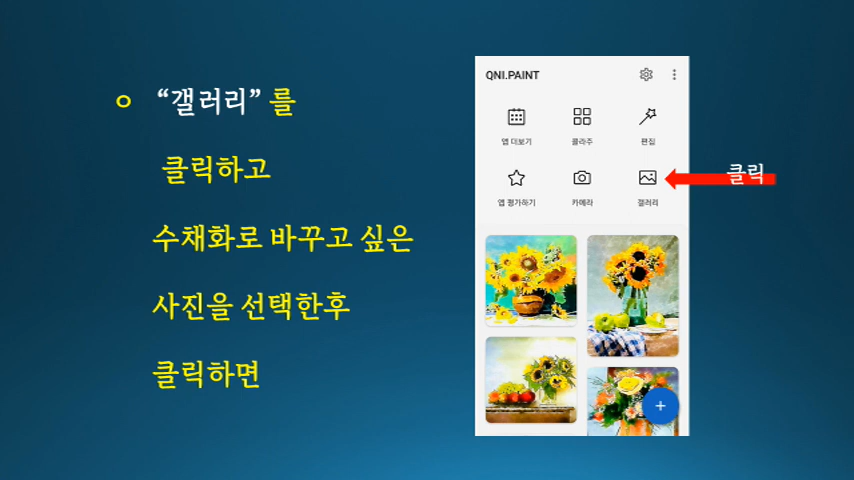 “갤러리” 를
클릭하고
수채화로 바꾸고 싶은
사진을 선택한후
클릭하면
QNI.PAINT
앱 더보기 콜라주 편집
앱 평가하기 카메라 갤러리
클릭